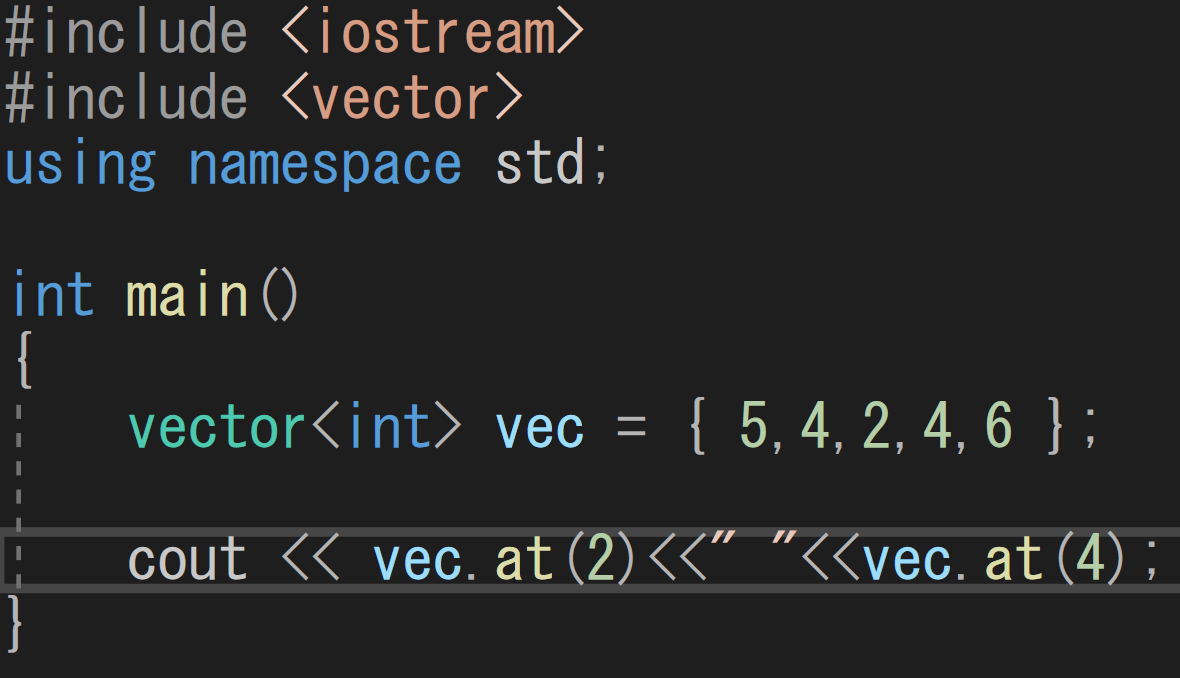 #include <iostream>
#include <vector>
using namespace std;
int main()
{
vector<int> vec = { 5,4,2,4,6 };
cout << vec.at(2)<<" "<<vec.at(4);
}